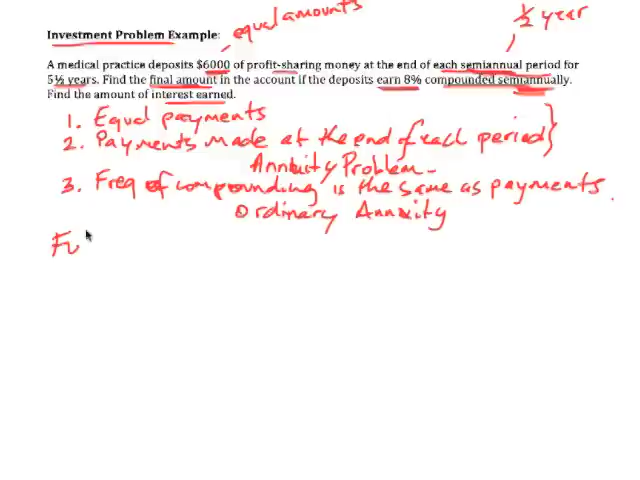 equal amounts
½ year
Investment Problem Example:
A medical practice deposits $6000 of profit-sharing money at the end of each semiannual period for
5½ years. Find the final amount in the account if the deposits earn 8% compounded semiannually.
Find the amount of interest earned.
1. Equal payments
2. Payments made at the end of each period
Annuity Problem
3. Freq of compounding is the same as payments.
Ordinary Annuity
Fu